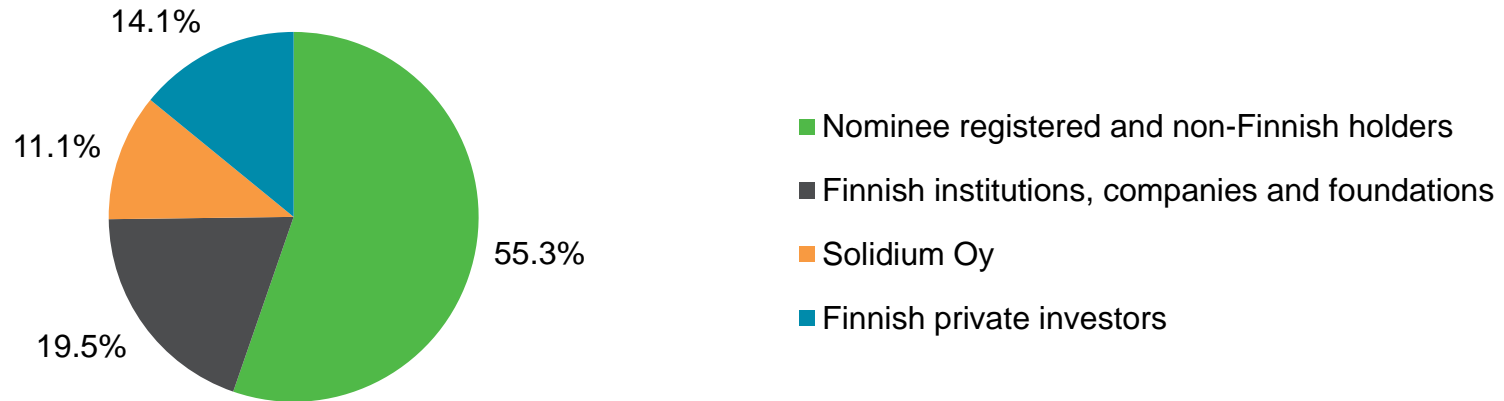 14.1%
11.1%
19.5%
55.3%
Nominee registered and non-Finnish holders
Finnish institutions, companies and foundations
Solidium Oy
Finnish private investors